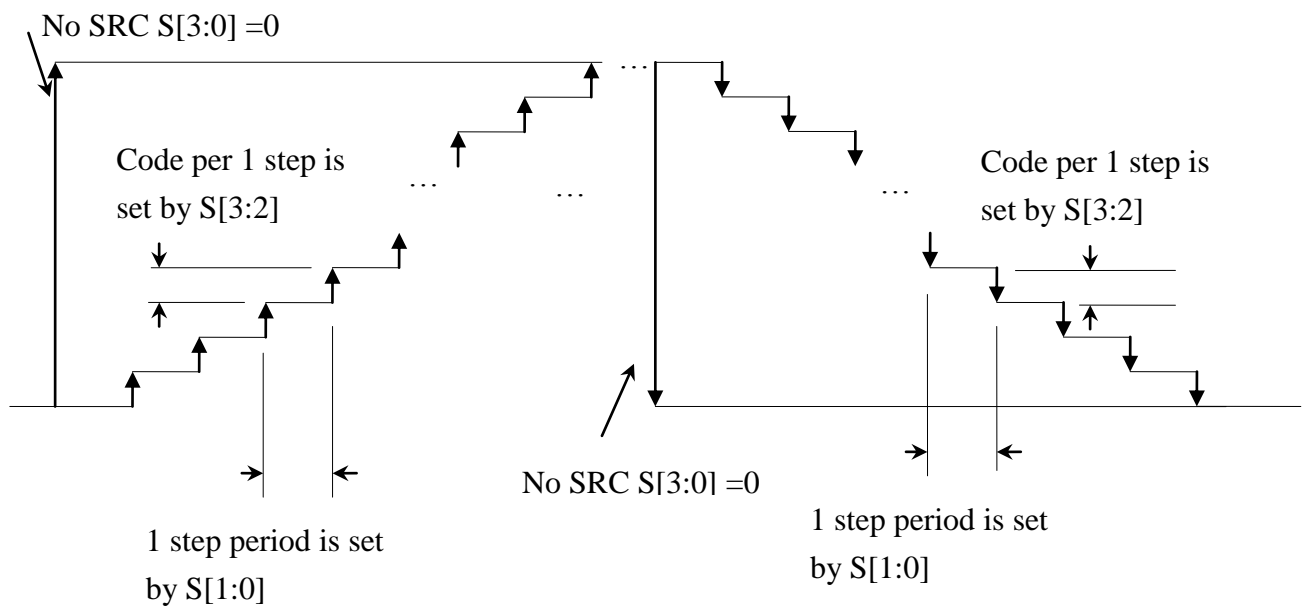 No SRC S[3:0] =0
...
...
Code per 1 step is
set by S[3:2]
...
...
...
Code per 1 step is
set by S[3:2]
No SRC S[3:0] =0
1 step period is set
by S[1:0]
1 step period is set
by S[1:0]